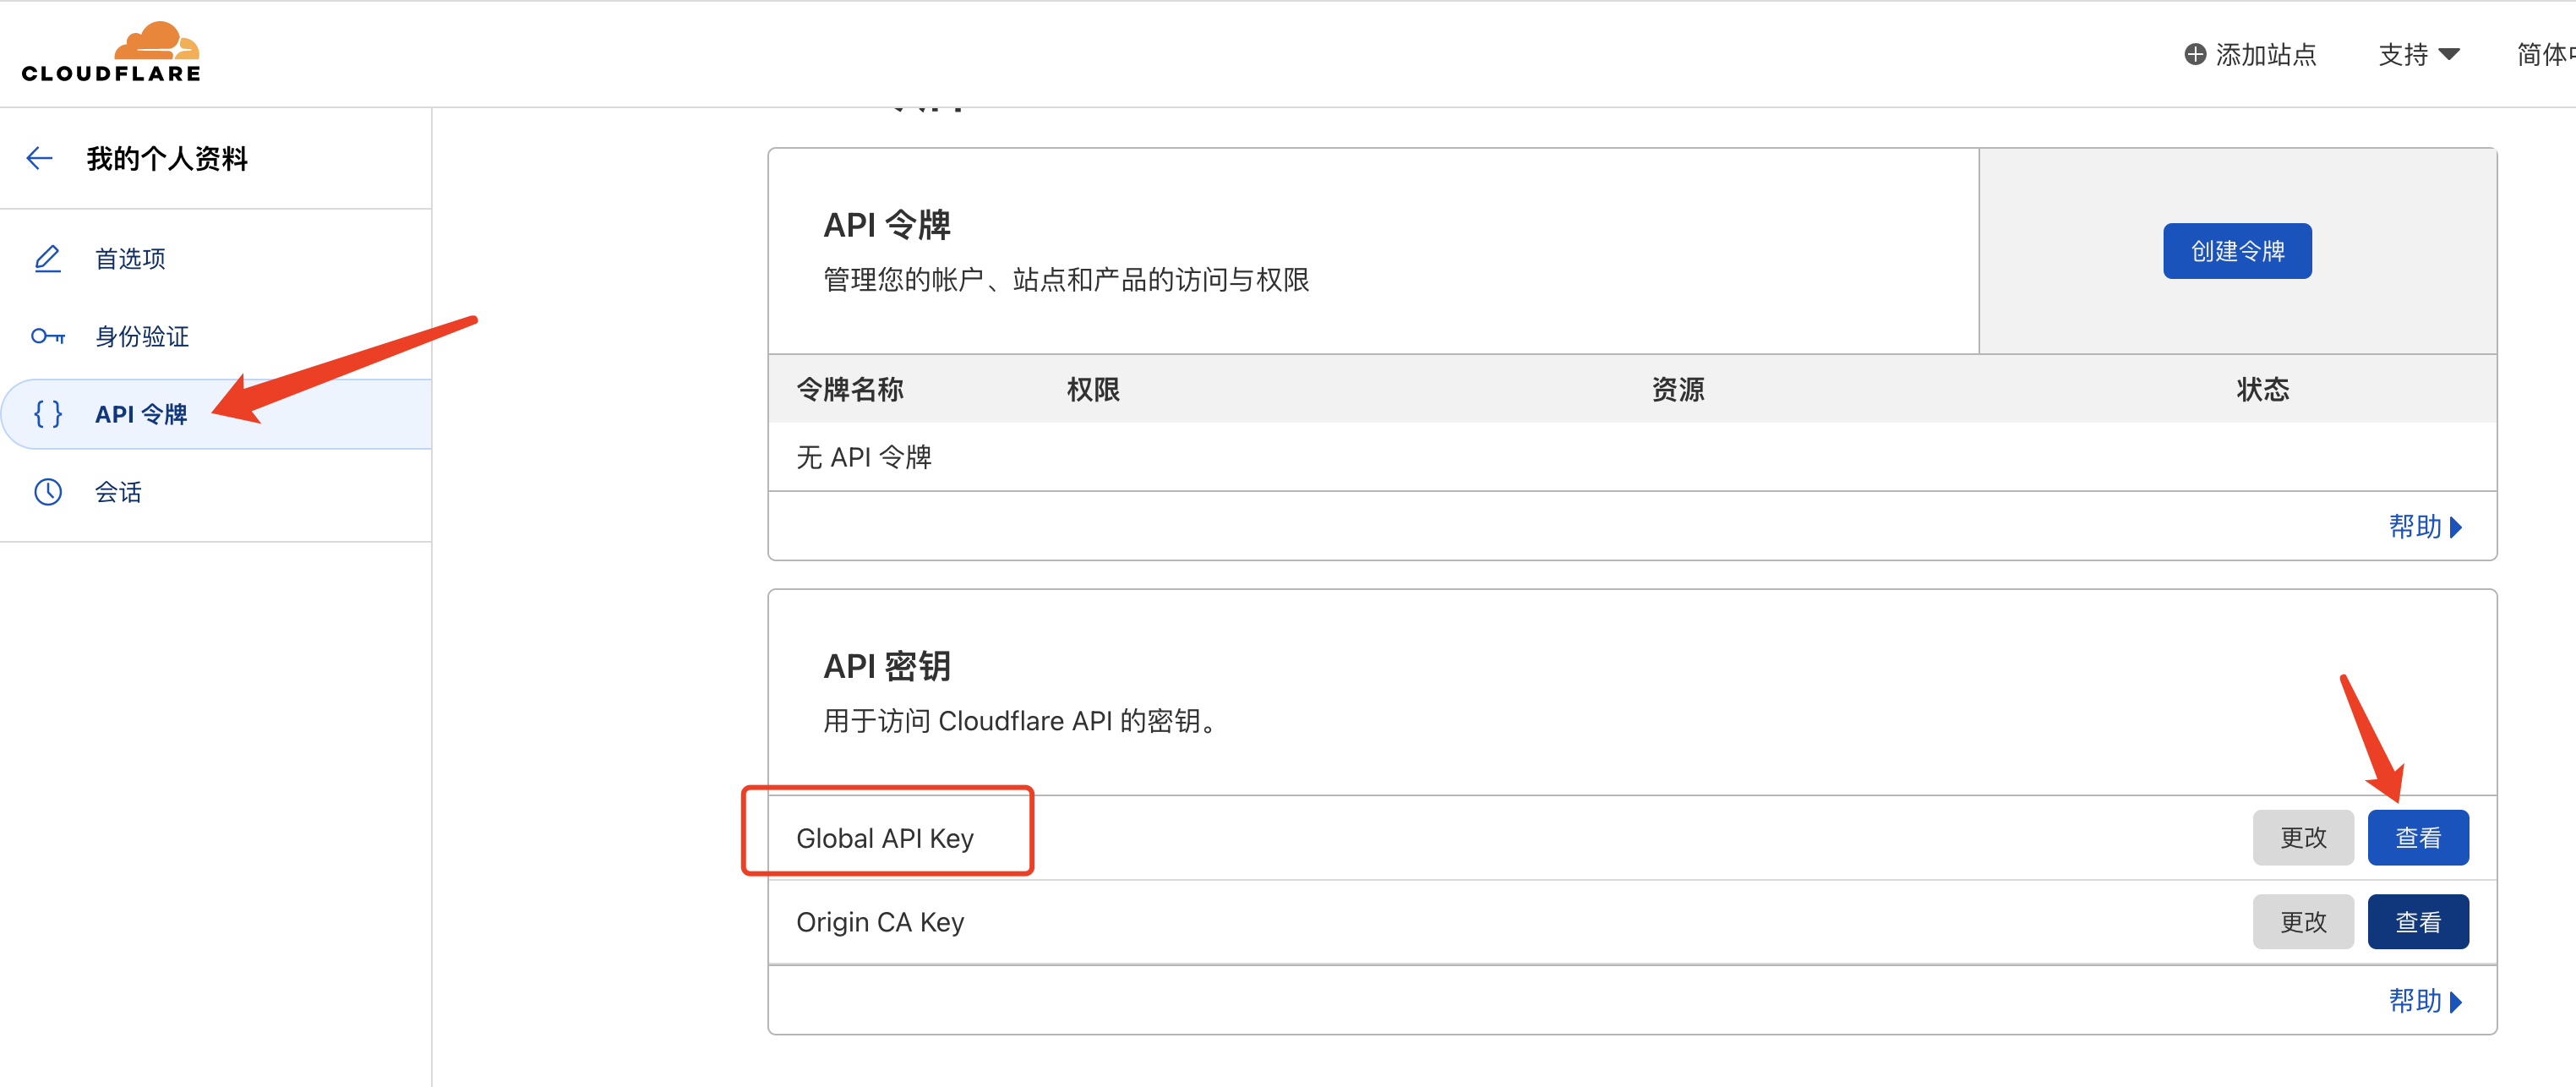 CLOUDFLARE
添加站点
支持
简体
我的个人资料
首选项
身份验证
API 令牌
会话
API 令牌
管理您的帐户、站点和产品的访问与权限
创建令牌
令牌名称 权限 资源 状态
无 API 令牌
帮助
API 密钥
用于访问 Cloudflare API 的密钥。
Global API Key 更改 查看
Origin CA Key 更改 查看
帮助